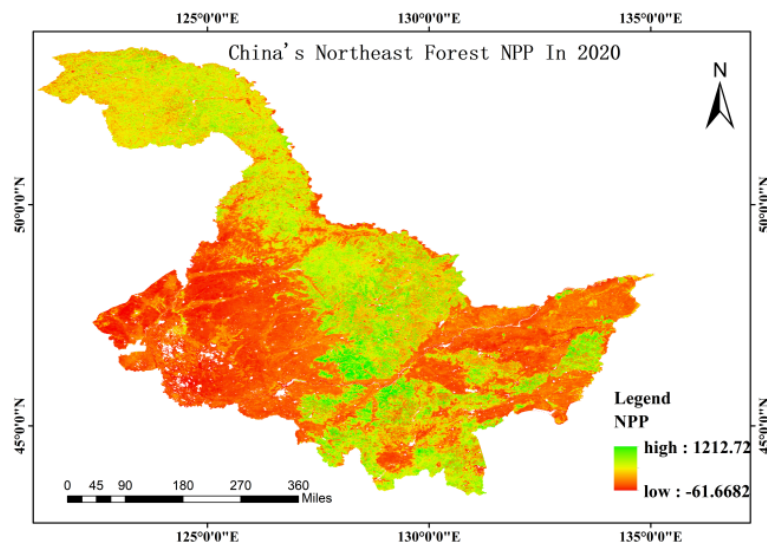 125°0'0"E 130°0'0"E 135°0'0"E
China's Northeast Forest NPP In 2020
N
50°0'0"N 50°0'0"N
45°0'0"N 45°0'0"N
Legend
NPP
high : 1212.72
low : -61.6682
0 45 90 180 270 360
Miles
125°0'0"E 130°0'0"E 135°0'0"E